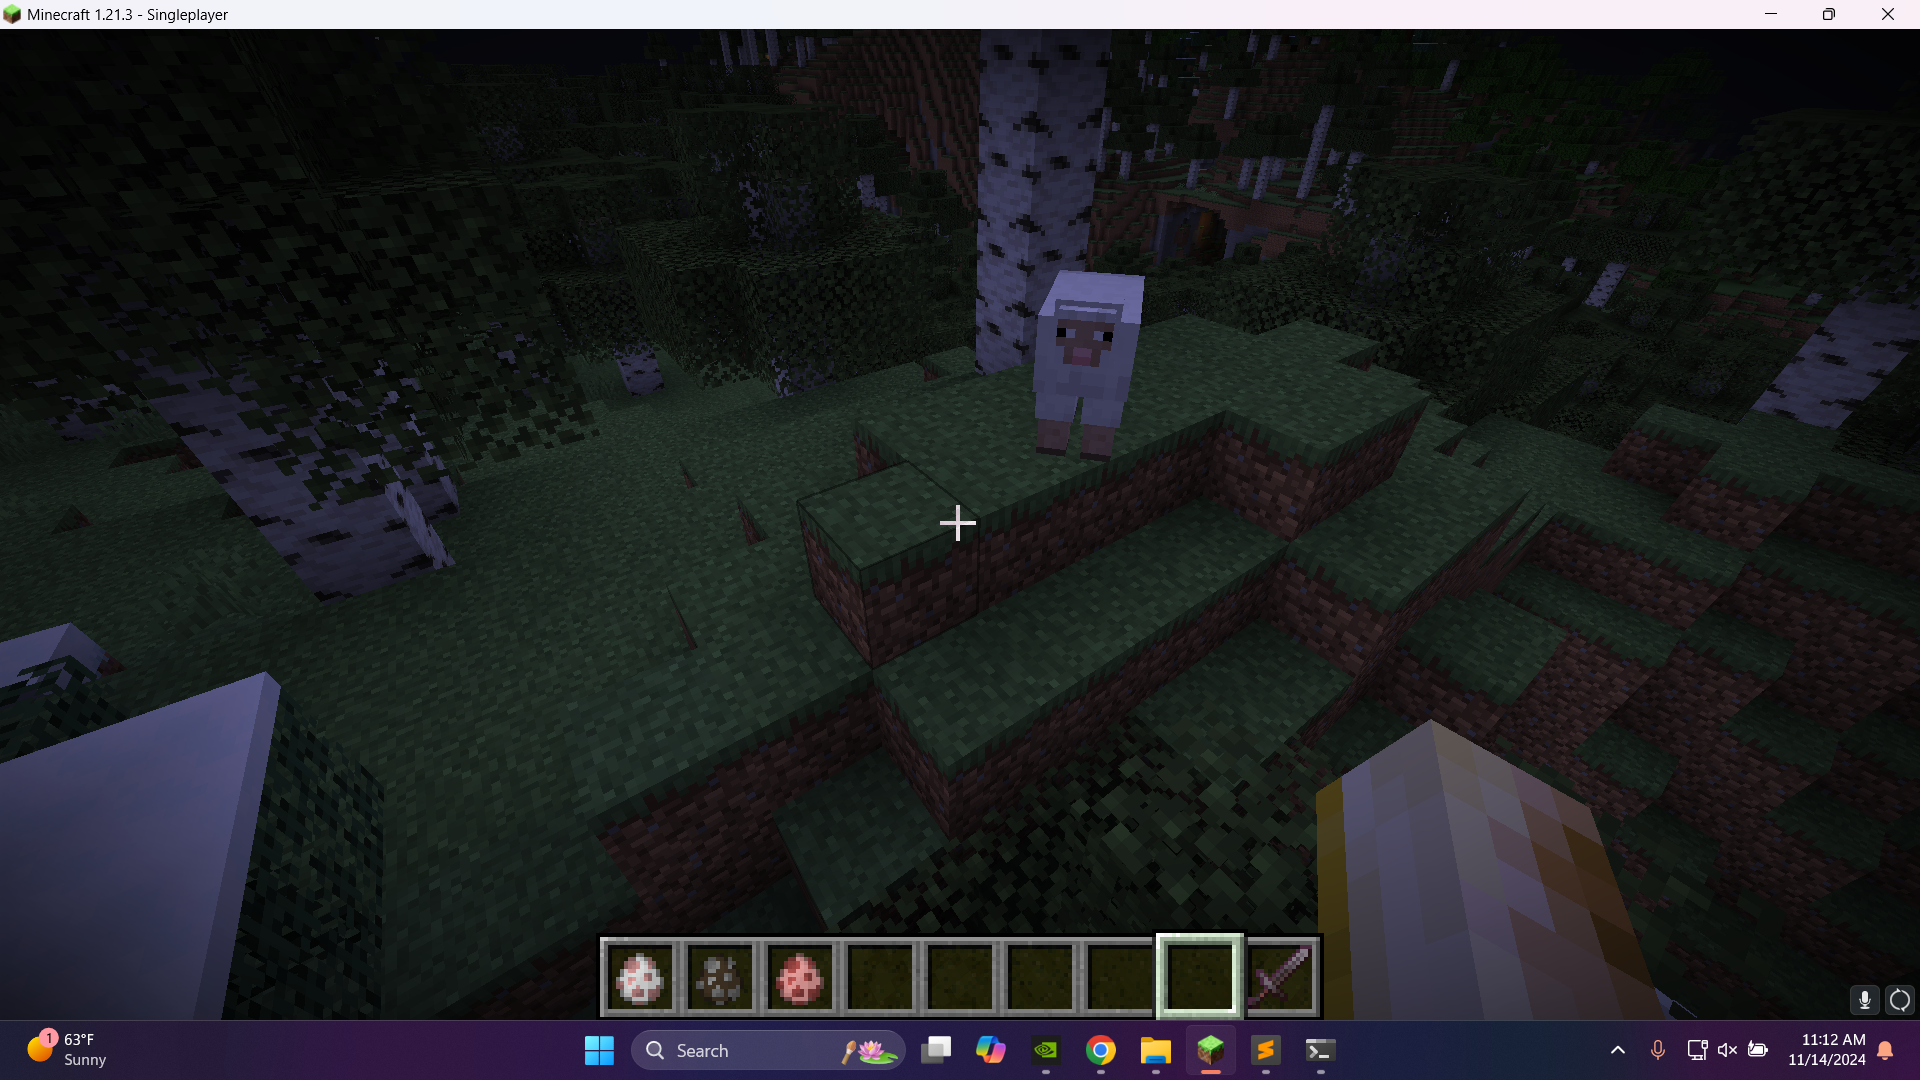 Minecraft 1.21.3 - Singleplayer
1
63°F
Sunny
Search
11:12 AM
11/14/2024